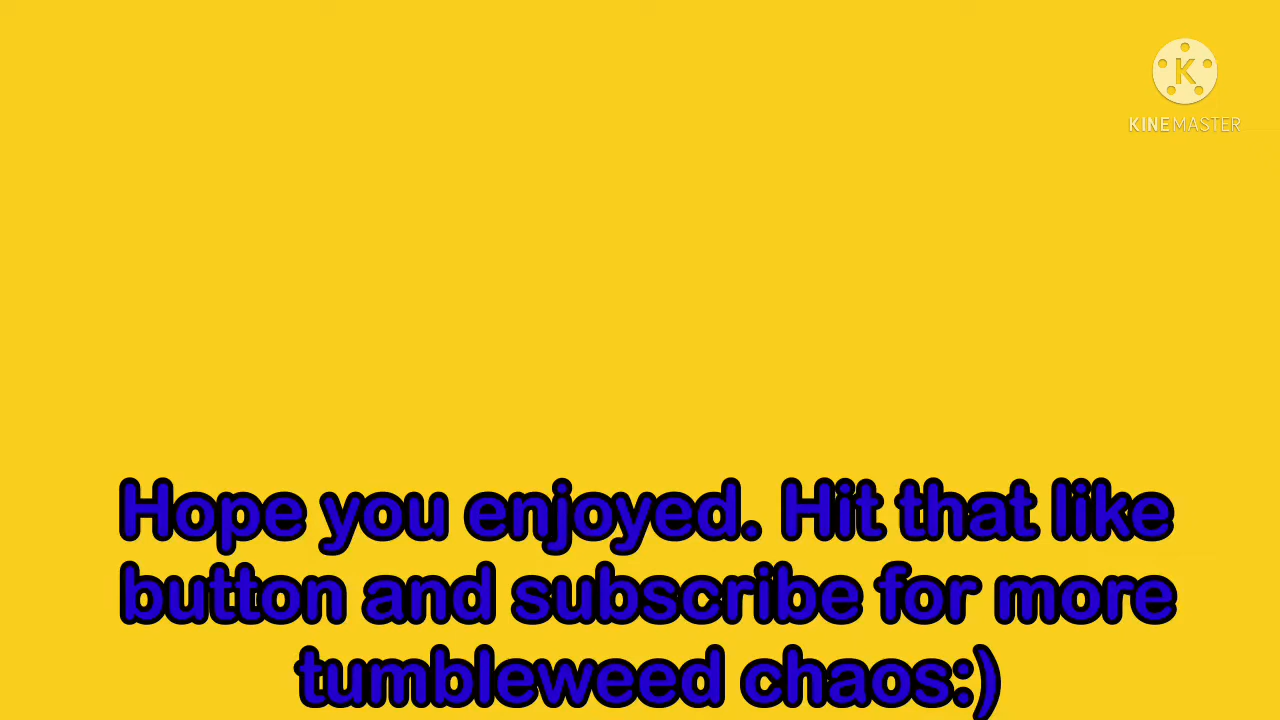 K
KINEMASTER
Hope you enjoyed. Hit that like
button and subscribe for more
tumbleweed chaos:)